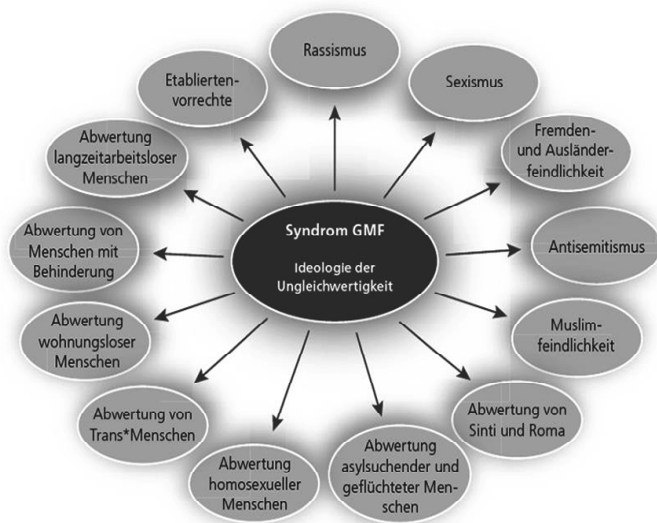 Syndrom GMF
Ideologie der
Ungleichwertigkeit
Rassismus
Sexismus
Fremden-
und Ausländer-
feindlichkeit
Antisemitismus
Muslim-
feindlichkeit
Abwertung von
Sinti und Roma
Abwertung
asylsuchender und
geflüchteter Men-
schen
Abwertung
homosexueller
Menschen
Abwertung von
Trans*Menschen
Abwertung
wohnungsloser
Menschen
Abwertung von
Menschen mit
Behinderung
Abwertung
langzeitarbeitsloser
Menschen
Etablierten-
vorrechte